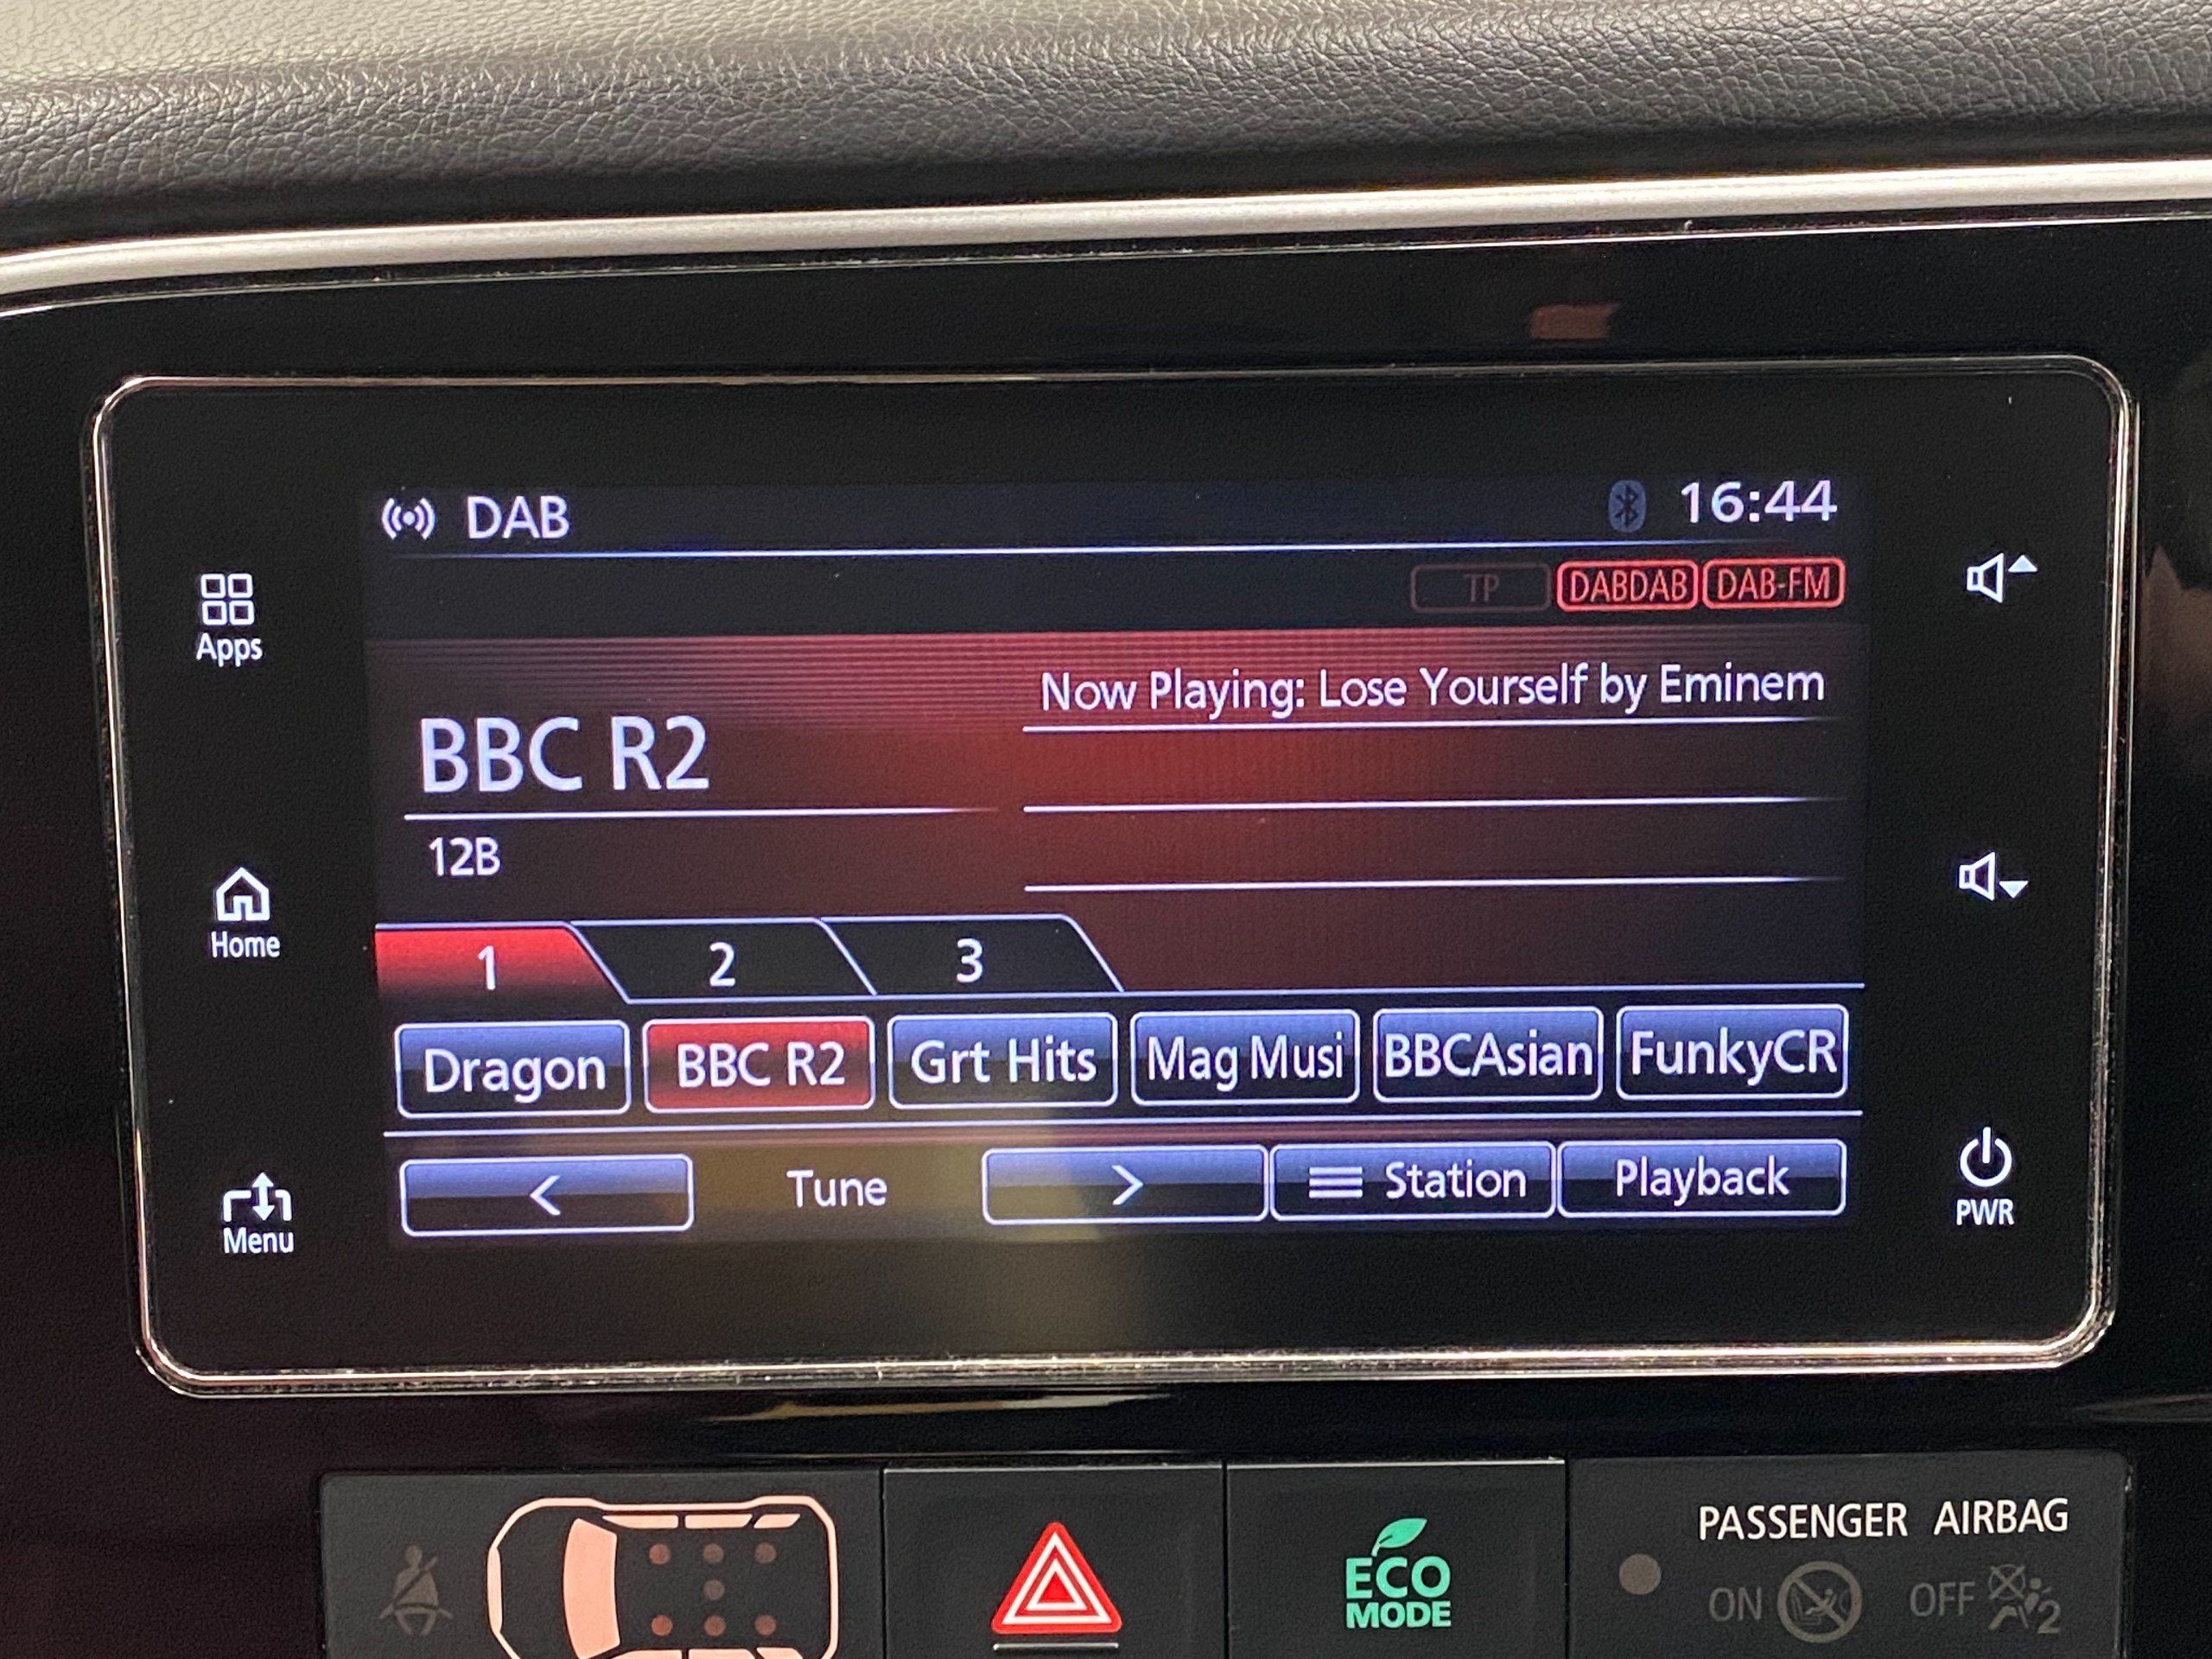 DAB
16:44
TP DABDAB DAB-FM
Apps
Now Playing: Lose Yourself by Eminem
BBC R2
12B
Home
1 2 3
Dragon BBC R2 Grt Hits Mag Musi BBCAsian FunkyCR
< Tune > Station Playback
Menu
PWR
PASSENGER AIRBAG
ECO
MODE
ON OFF 2